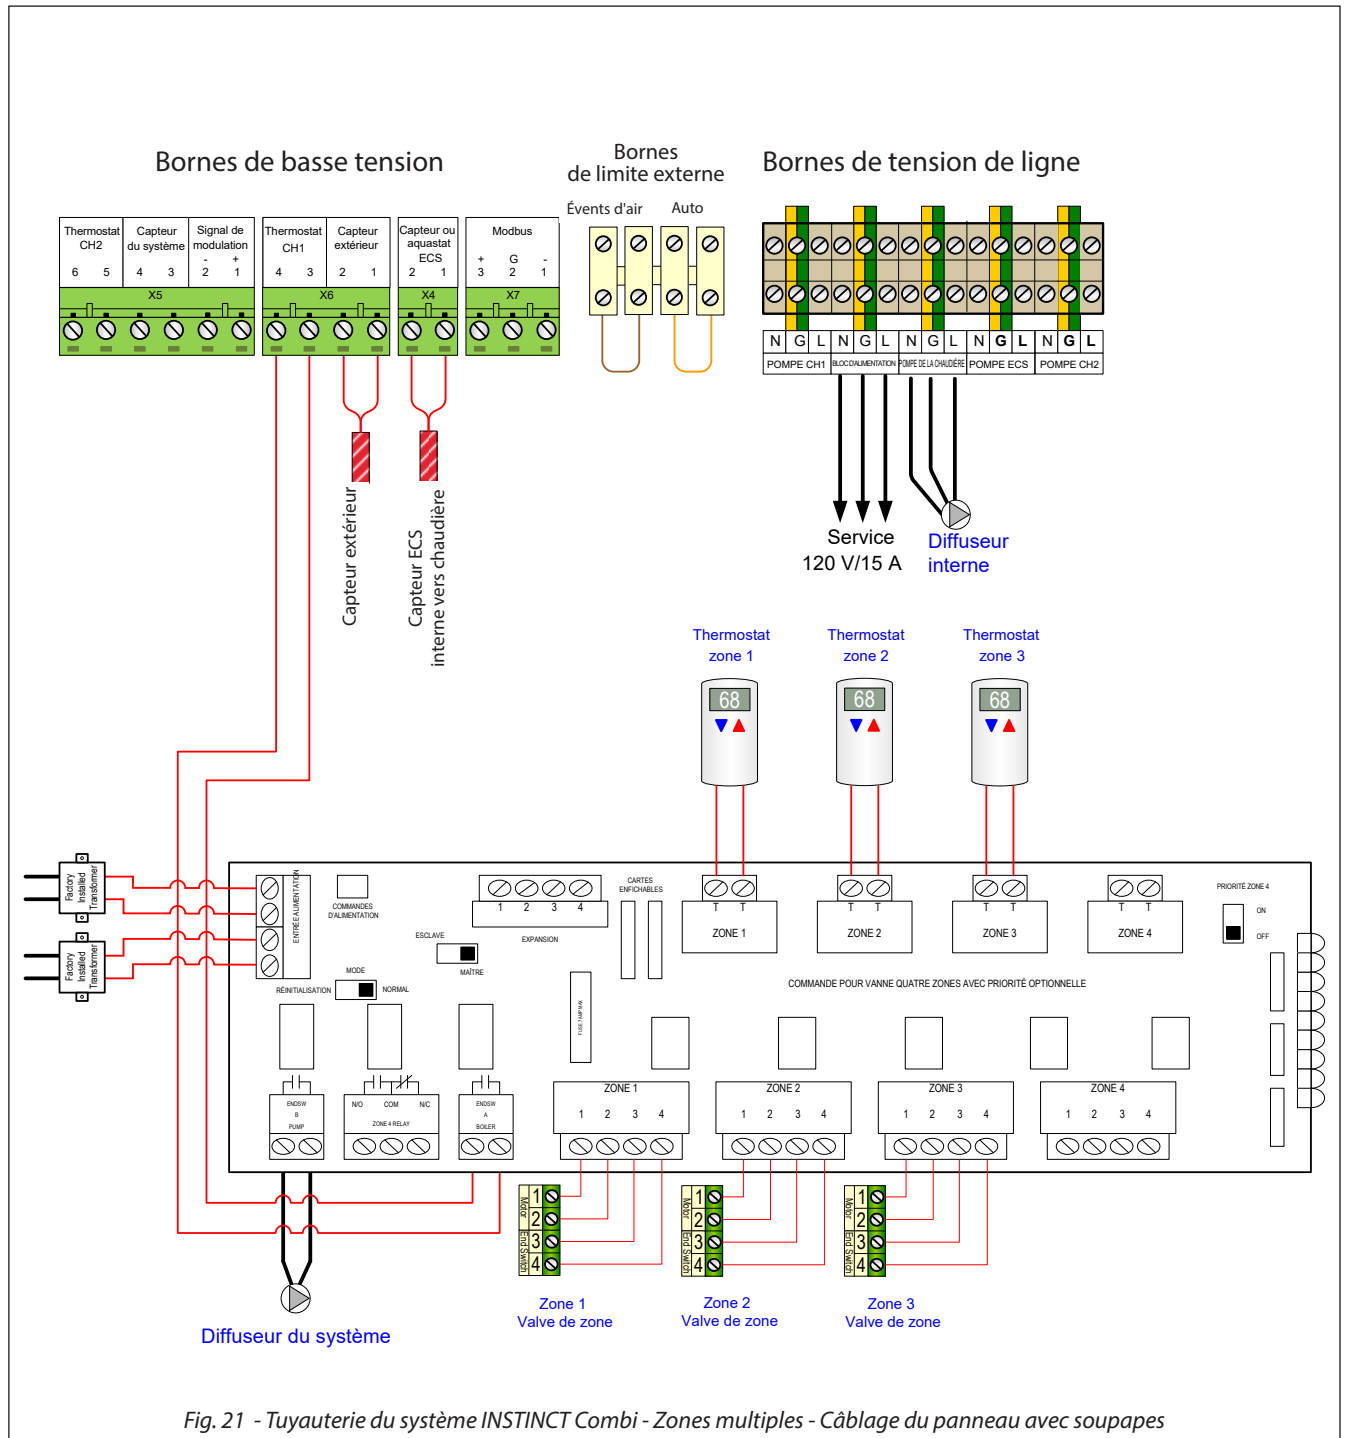 Bornes de basse tension
Bornes
de limite externe
Bornes de tension de ligne
Évents d'air
Auto
Thermostat
CH2
6 5
Capteur
du système
4 3
Signal de
modulation
- +
2 1
X5
Thermostat
CH1
4 3
Capteur
extérieur
2 1
X6
Capteur ou
aquastat
ECS
2 1
X4
Modbus
+ G -
3 2 1
X7
N G L N G L N G L N G L N G L
POMPE CH1
BLOC D'ALIMENTATION
POMPE DE LA CHAUDIÈRE
POMPE ECS
POMPE CH2
Capteur extérieur
Capteur ECS
interne vers chaudière
Service
120 V/15 A
Diffuseur
interne
Thermostat
zone 1
Thermostat
zone 2
Thermostat
zone 3
68
68
68
Factory
Installed
Transformer
Factory
Installed
Transformer
ENTRÉE ALIMENTATION
COMMANDES
D'ALIMENTATION
1 2 3 4
EXPANSION
CARTES
ENFICHABLES
T T
ZONE 1
T T
ZONE 2
T T
ZONE 3
T T
ZONE 4
PRIORITÉ ZONE 4
ON
OFF
ESCLAVE
MAÎTRE
MODE
RÉINITIALISATION
NORMAL
FUSE 7 AMP MAX
COMMANDE POUR VANNE QUATRE ZONES AVEC PRIORITÉ OPTIONNELLE
ENDSW
B
PUMP
N/O COM N/C
ZONE 4 RELAY
ENDSW
A
BOILER
ZONE 1
1 2 3 4
ZONE 2
1 2 3 4
ZONE 3
1 2 3 4
ZONE 4
1 2 3 4
Motor
End Switch
1
2
3
4
Motor
End Switch
1
2
3
4
Motor
End Switch
1
2
3
4
Zone 1
Valve de zone
Zone 2
Valve de zone
Zone 3
Valve de zone
Diffuseur du système
Fig. 21 - Tuyauterie du système INSTINCT Combi - Zones multiples - Câblage du panneau avec soupapes